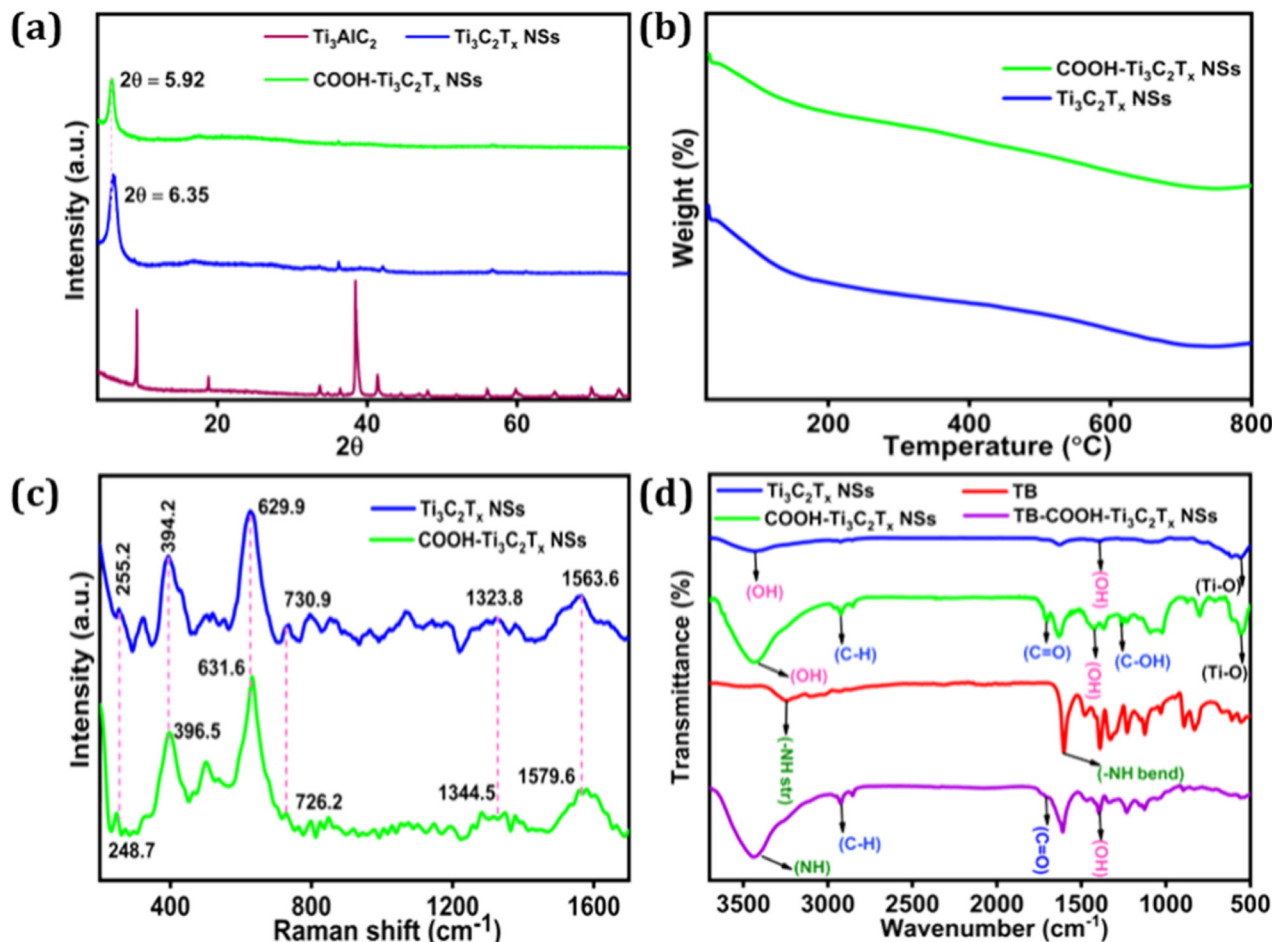 (a)
Ti₃AlC₂
Ti₃C₂Tₓ NSs
COOH-Ti₃C₂Tₓ NSs
2θ = 5.92
2θ = 6.35
Intensity (a.u.)
20
40
60
2θ
(b)
COOH-Ti₃C₂Tₓ NSs
Ti₃C₂Tₓ NSs
Weight (%)
200
400
600
800
Temperature (°C)
(c)
Ti₃C₂Tₓ NSs
COOH-Ti₃C₂Tₓ NSs
255.2
394.2
629.9
730.9
1323.8
1563.6
631.6
396.5
248.7
726.2
1344.5
1579.6
Intensity (a.u.)
400
800
1200
1600
Raman shift (cm⁻¹)
(d)
Ti₃C₂Tₓ NSs
TB
COOH-Ti₃C₂Tₓ NSs
TB-COOH-Ti₃C₂Tₓ NSs
(OH)
(OH)
(Ti-O)
(OH)
(C-H)
(C=O)
(OH)
(C-OH)
(Ti-O)
(-NH str)
(-NH bend)
(NH)
(C-H)
(C=O)
(OH)
Transmittance (%)
3500
3000
2500
2000
1500
1000
500
Wavenumber (cm⁻¹)